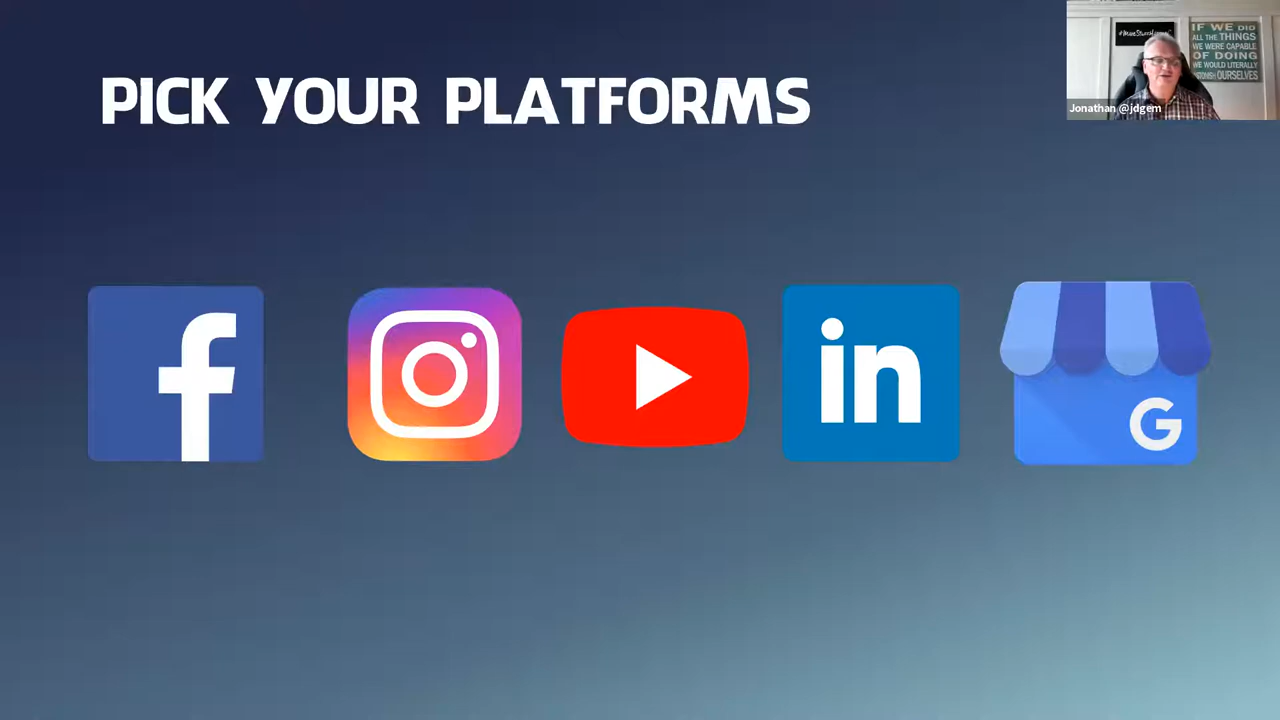 PICK YOUR PLATFORMS
IF WE DID
ALL THE THINGS
WE WERE CAPABLE
OF DOING
WE WOULD LITERALLY
ASTONISH OURSELVES
Jonathan @jdgem
f
in
G